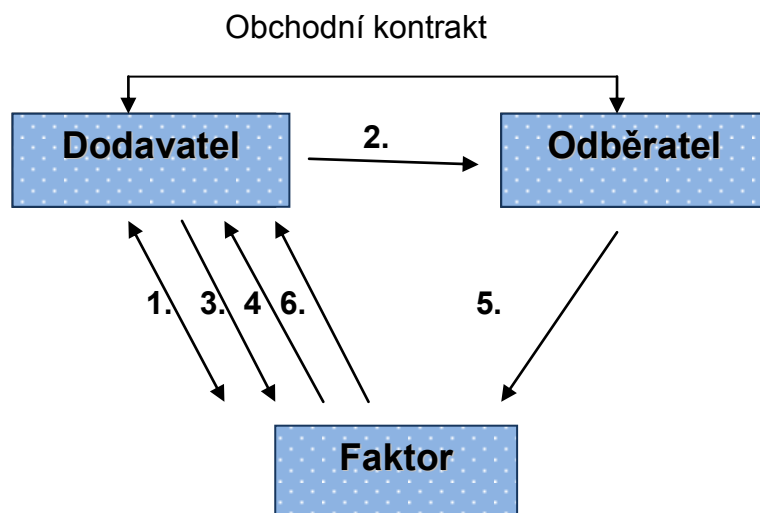 Obchodní kontrakt
Dodavatel
2.
Odběratel
1.
3.
4
6.
5.
Faktor